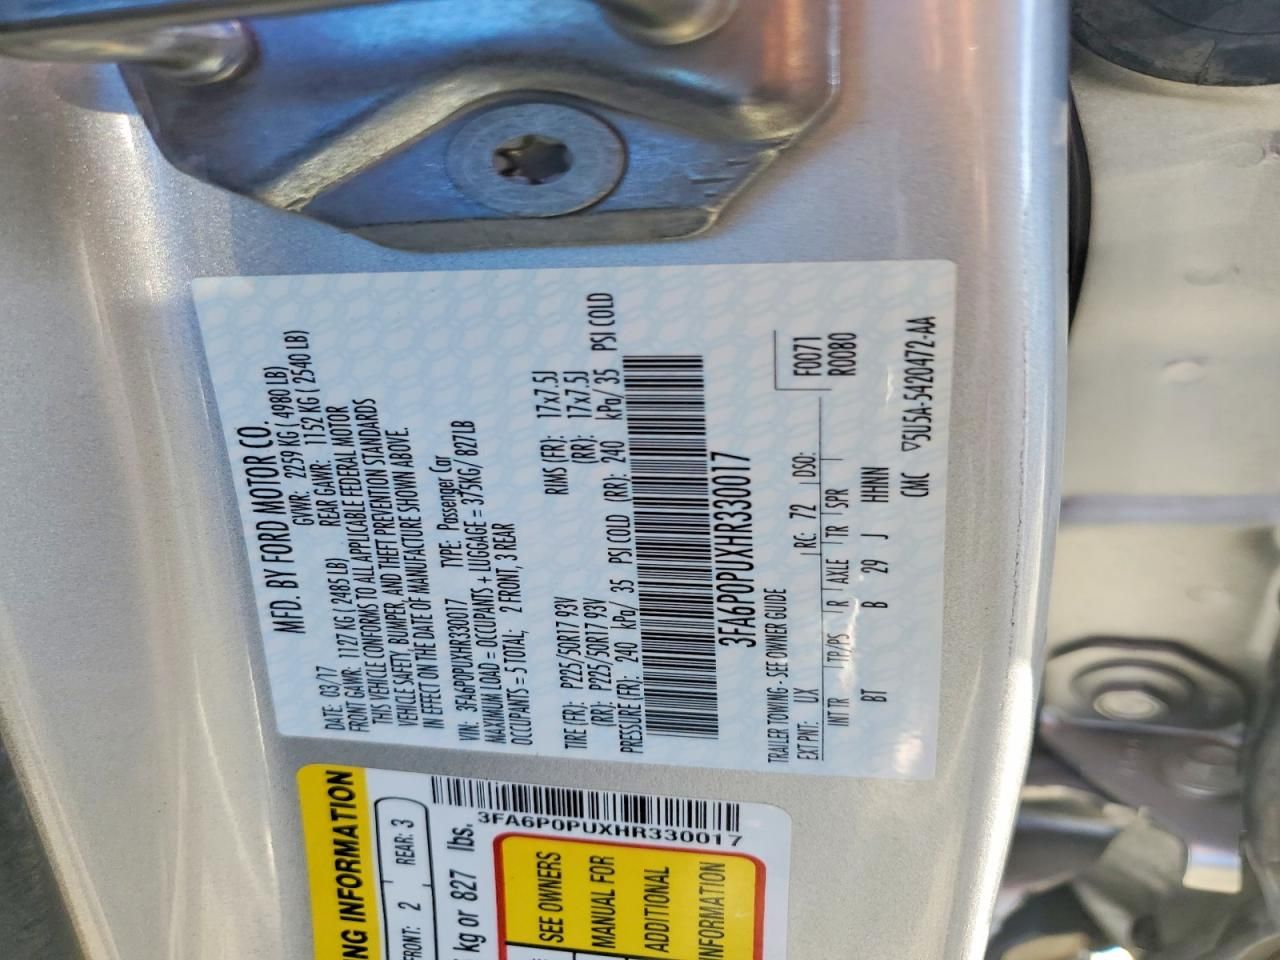 MFD. BY FORD MOTOR CO.
DATE: 03/17 GVWR: 2259 KG ( 4980 LB)
FRONT GAWR: 1127 KG ( 2485 LB) REAR GAWR: 1152 KG ( 2540 LB)
THIS VEHICLE CONFORMS TO ALL APPLICABLE FEDERAL MOTOR
VEHICLE SAFETY, BUMPER, AND THEFT PREVENTION STANDARDS
IN EFFECT ON THE DATE OF MANUFACTURE SHOWN ABOVE.
VIN: 3FA6P0PUXHR330017 TYPE: Passenger Car
MAXIMUM LOAD = OCCUPANTS + LUGGAGE = 375KG/ 827LB
OCCUPANTS = 5 TOTAL, 2 FRONT, 3 REAR
TIRE (FR): P225/50R17 93V RIMS (FR): 17x7.5J
(RR): P225/50R17 93V (RR): 17x7.5J
PRESSURE (FR): 240 kPa/ 35 PSI COLD (RR): 240 kPa/ 35 PSI COLD
3FA6P0PUXHR330017
TRAILER TOWING - SEE OWNER GUIDE F0071
EXT PNT: UX RC: 72 DSO: R0080
INT TR TP/PS R AXLE TR SPR
BT B 29 J HHNN
CMC 5U5A-5420472-AA
NG INFORMATION
FRONT: 2 REAR: 3
kg or 827 lbs.
3FA6P0PUXHR330017
SEE OWNERS
MANUAL FOR
ADDITIONAL
INFORMATION